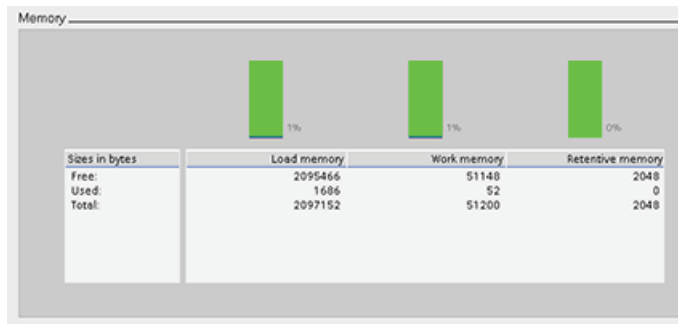 Memory
1% 1% 0%
Sizes in bytes Load memory Work memory Retentive memory
Free: 2095466 51148 2048
Used: 1686 52 0
Total: 2097152 51200 2048